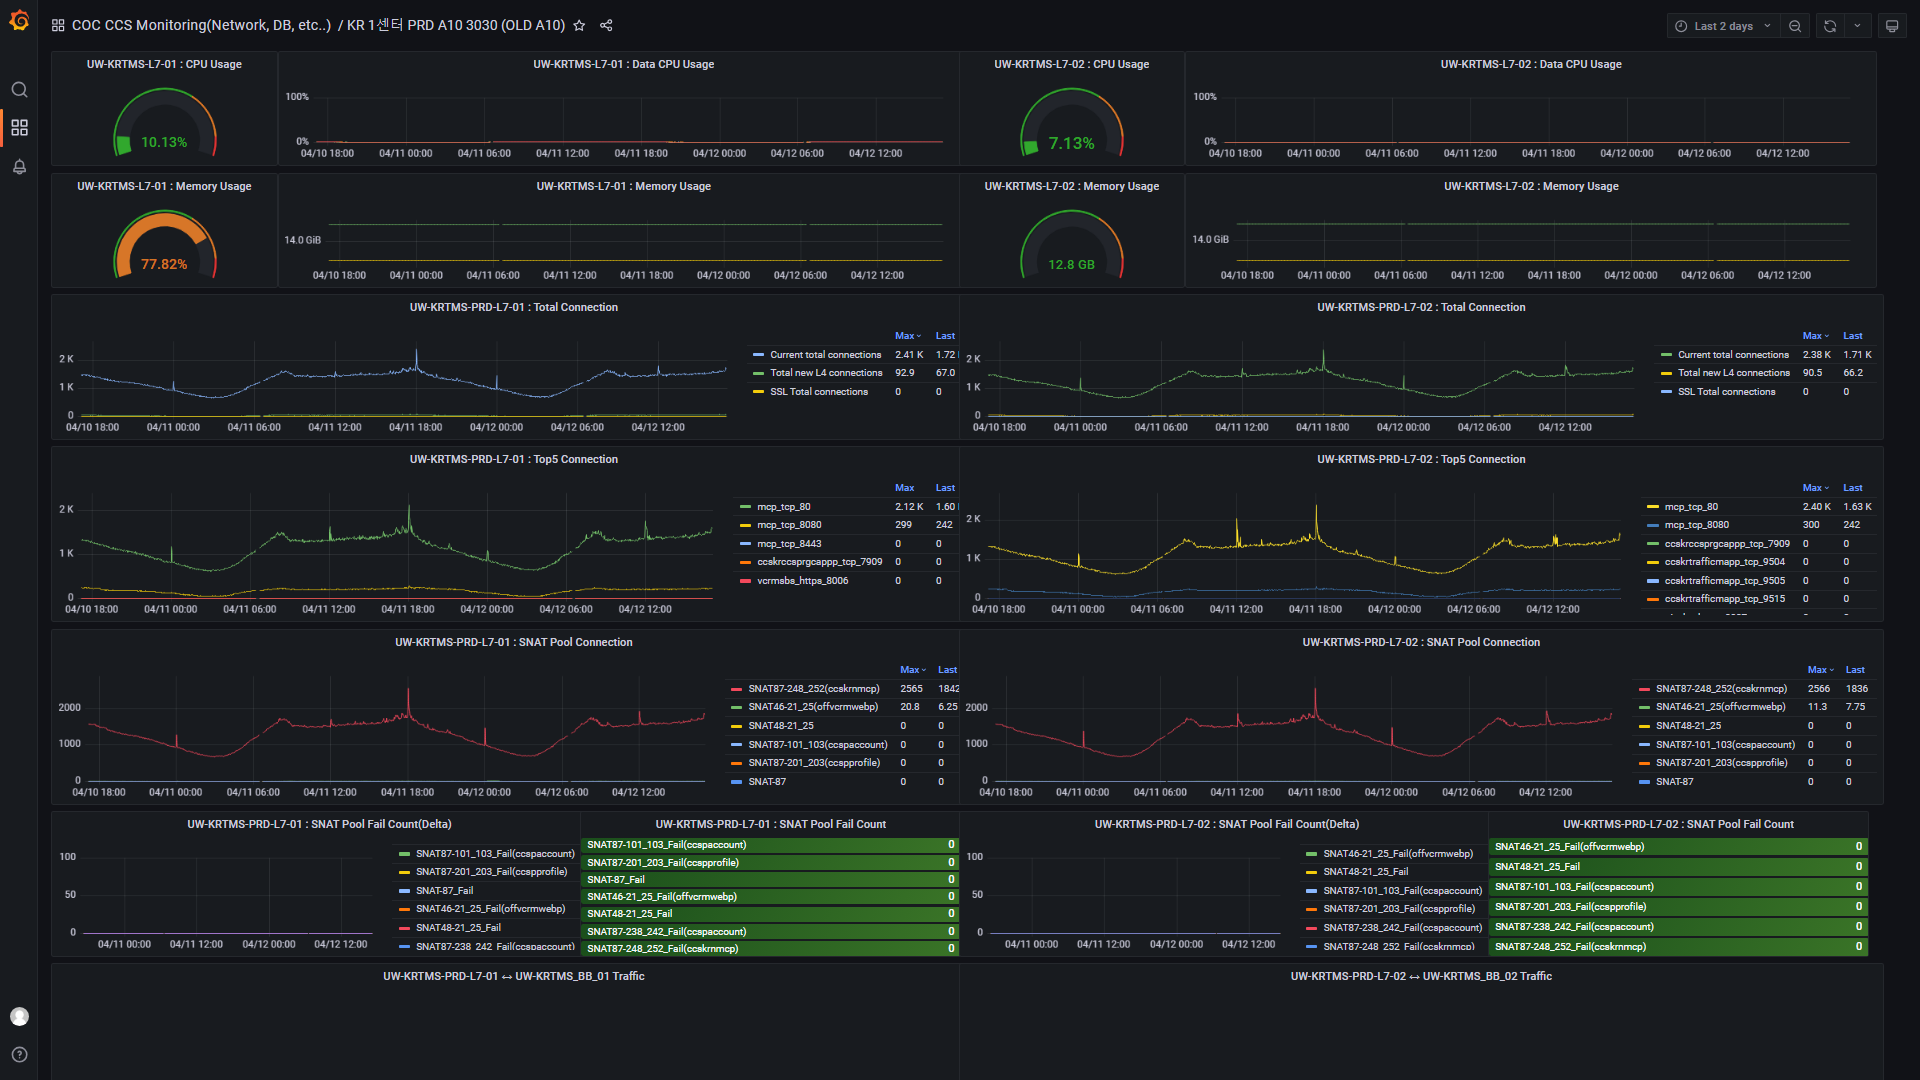 COC CCS Monitoring(Network, DB, etc..) / KR 1센터 PRD A10 3030 (OLD A10)
Last 2 days
UW-KRTMS-L7-01 : CPU Usage
10.13%
UW-KRTMS-L7-01 : Data CPU Usage
100%
0%
04/10 18:00 04/11 00:00 04/11 06:00 04/11 12:00 04/11 18:00 04/12 00:00 04/12 06:00 04/12 12:00
UW-KRTMS-L7-02 : CPU Usage
7.13%
UW-KRTMS-L7-02 : Data CPU Usage
100%
0%
04/10 18:00 04/11 00:00 04/11 06:00 04/11 12:00 04/11 18:00 04/12 00:00 04/12 06:00 04/12 12:00
UW-KRTMS-L7-01 : Memory Usage
77.82%
UW-KRTMS-L7-01 : Memory Usage
14.0 GiB
04/10 18:00 04/11 00:00 04/11 06:00 04/11 12:00 04/11 18:00 04/12 00:00 04/12 06:00 04/12 12:00
UW-KRTMS-L7-02 : Memory Usage
12.8 GB
UW-KRTMS-L7-02 : Memory Usage
14.0 GiB
04/10 18:00 04/11 00:00 04/11 06:00 04/11 12:00 04/11 18:00 04/12 00:00 04/12 06:00 04/12 12:00
UW-KRTMS-PRD-L7-01 : Total Connection
2 K
1 K
0
04/10 18:00 04/11 00:00 04/11 06:00 04/11 12:00 04/11 18:00 04/12 00:00 04/12 06:00 04/12 12:00
Max Last
Current total connections 2.41 K 1.72
Total new L4 connections 92.9 67.0
SSL Total connections 0 0
UW-KRTMS-PRD-L7-02 : Total Connection
2 K
1 K
0
04/10 18:00 04/11 00:00 04/11 06:00 04/11 12:00 04/11 18:00 04/12 00:00 04/12 06:00 04/12 12:00
Max Last
Current total connections 2.38 K 1.71 K
Total new L4 connections 90.5 66.2
SSL Total connections 0 0
UW-KRTMS-PRD-L7-01 : Top5 Connection
2 K
1 K
0
04/10 18:00 04/11 00:00 04/11 06:00 04/11 12:00 04/11 18:00 04/12 00:00 04/12 06:00 04/12 12:00
Max Last
mcp_tcp_80 2.12 K 1.60
mcp_tcp_8080 299 242
mcp_tcp_8443 0 0
ccskrccsprgcappp_tcp_7909 0 0
vcrmsbs_https_8006 0 0
UW-KRTMS-PRD-L7-02 : Top5 Connection
2 K
1 K
0
04/10 18:00 04/11 00:00 04/11 06:00 04/11 12:00 04/11 18:00 04/12 00:00 04/12 06:00 04/12 12:00
Max Last
mcp_tcp_80 2.40 K 1.63 K
mcp_tcp_8080 300 242
ccskrccsprgcappp_tcp_7909 0 0
ccskrtrafficmapp_tcp_9504 0 0
ccskrtrafficmapp_tcp_9505 0 0
ccskrtrafficmapp_tcp_9515 0 0
UW-KRTMS-PRD-L7-01 : SNAT Pool Connection
2000
1000
0
04/10 18:00 04/11 00:00 04/11 06:00 04/11 12:00 04/11 18:00 04/12 00:00 04/12 06:00 04/12 12:00
Max Last
SNAT87-248_252(ccskrnmcp) 2565 1842
SNAT46-21_25(offvcrmwebp) 20.8 6.25
SNAT48-21_25 0 0
SNAT87-101_103(ccspaccount) 0 0
SNAT87-201_203(ccspprofile) 0 0
SNAT-87 0 0
UW-KRTMS-PRD-L7-02 : SNAT Pool Connection
2000
1000
0
04/10 18:00 04/11 00:00 04/11 06:00 04/11 12:00 04/11 18:00 04/12 00:00 04/12 06:00 04/12 12:00
Max Last
SNAT87-248_252(ccskrnmcp) 2566 1836
SNAT46-21_25(offvcrmwebp) 11.3 7.75
SNAT48-21_25 0 0
SNAT87-101_103(ccspaccount) 0 0
SNAT87-201_203(ccspprofile) 0 0
SNAT-87 0 0
UW-KRTMS-PRD-L7-01 : SNAT Pool Fail Count(Delta)
100
50
0
04/11 00:00 04/11 12:00 04/12 00:00 04/12 12:00
SNAT87-101_103_Fail(ccspaccount)
SNAT87-201_203_Fail(ccspprofile)
SNAT-87_Fail
SNAT46-21_25_Fail(offvcrmwebp)
SNAT48-21_25_Fail
SNAT87-238_242_Fail(ccspaccount)
UW-KRTMS-PRD-L7-01 : SNAT Pool Fail Count
SNAT87-101_103_Fail(ccspaccount) 0
SNAT87-201_203_Fail(ccspprofile) 0
SNAT-87_Fail 0
SNAT46-21_25_Fail(offvcrmwebp) 0
SNAT48-21_25_Fail 0
SNAT87-238_242_Fail(ccspaccount) 0
SNAT87-248_252_Fail(ccskrnmcp) 0
UW-KRTMS-PRD-L7-02 : SNAT Pool Fail Count(Delta)
100
50
0
04/11 00:00 04/11 12:00 04/12 00:00 04/12 12:00
SNAT46-21_25_Fail(offvcrmwebp)
SNAT48-21_25_Fail
SNAT87-101_103_Fail(ccspaccount)
SNAT87-201_203_Fail(ccspprofile)
SNAT87-238_242_Fail(ccspaccount)
SNAT87-248_252_Fail(ccskrnmcp)
UW-KRTMS-PRD-L7-02 : SNAT Pool Fail Count
SNAT46-21_25_Fail(offvcrmwebp) 0
SNAT48-21_25_Fail 0
SNAT87-101_103_Fail(ccspaccount) 0
SNAT87-201_203_Fail(ccspprofile) 0
SNAT87-238_242_Fail(ccspaccount) 0
SNAT87-248_252_Fail(ccskrnmcp) 0
UW-KRTMS-PRD-L7-01 ↔ UW-KRTMS_BB_01 Traffic
UW-KRTMS-PRD-L7-02 ↔ UW-KRTMS_BB_02 Traffic